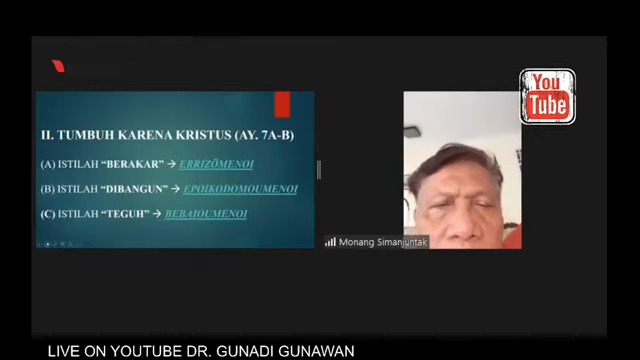 You
Tube
II. TUMBUH KARENA KRISTUS (AY. 7A-B)
(A) ISTILAH “BERAKAR” → ERRIZŌMENOI
(B) ISTILAH “DIBANGUN” → EPOIKODOMOUMENOI
(C) ISTILAH “TEGUH” → BEBAIOUMENOI
Monang Simanjuntak
LIVE ON YOUTUBE DR. GUNADI GUNAWAN